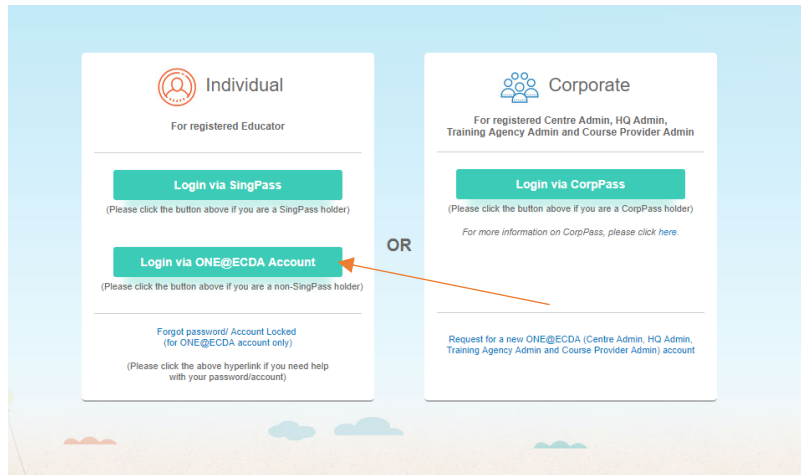 Individual
For registered Educator
Login via SingPass
(Please click the button above if you are a SingPass holder)
Login via ONE@ECDA Account
(Please click the button above if you are a non-SingPass holder)
Forgot password/ Account Locked
(for ONE@ECDA account only)
(Please click the above hyperlink if you need help
with your password/account)
OR
Corporate
For registered Centre Admin, HQ Admin,
Training Agency Admin and Course Provider Admin
Login via CorpPass
(Please click the button above if you are a CorpPass holder)
For more information on CorpPass, please click here.
Request for a new ONE@ECDA (Centre Admin, HQ Admin,
Training Agency Admin and Course Provider Admin) account